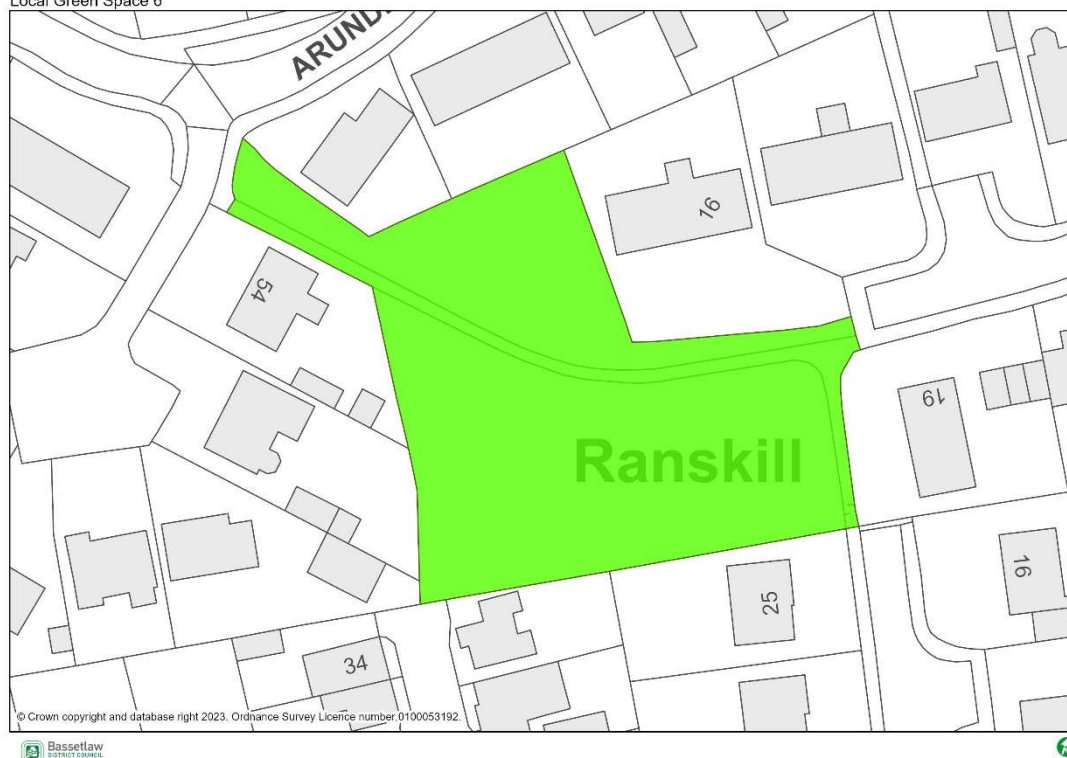 Local Green Space 6
ARUND
16
54
Ranskill
19
16
25
34
© Crown copyright and database right 2023. Ordnance Survey Licence number 0100053192.
Bassetlaw
DISTRICT COUNCIL